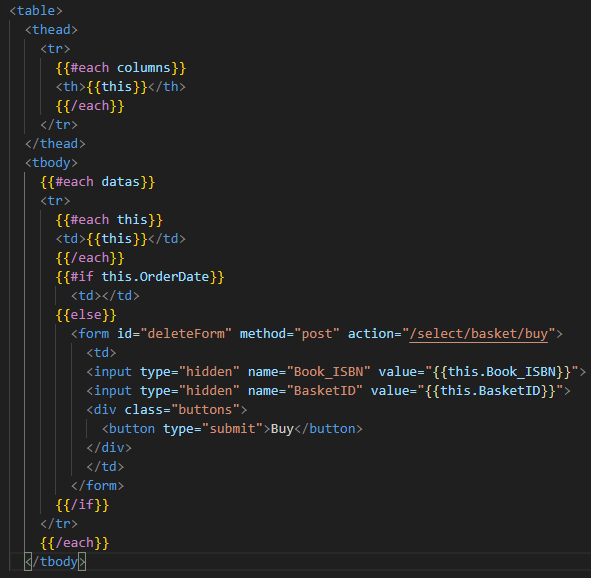 <table>
<thead>
<tr>
{{#each columns}}
<th>{{this}}</th>
{{/each}}
</tr>
</thead>
<tbody>
{{#each datas}}
<tr>
{{#each this}}
<td>{{this}}</td>
{{/each}}
{{#if this.OrderDate}}
<td></td>
{{else}}
<form id="deleteForm" method="post" action="/select/basket/buy">
<td>
<input type="hidden" name="Book_ISBN" value="{{this.Book_ISBN}}">
<input type="hidden" name="BasketID" value="{{this.BasketID}}">
<div class="buttons">
<button type="submit">Buy</button>
</div>
</td>
</form>
{{/if}}
</tr>
{{/each}}
</tbody>